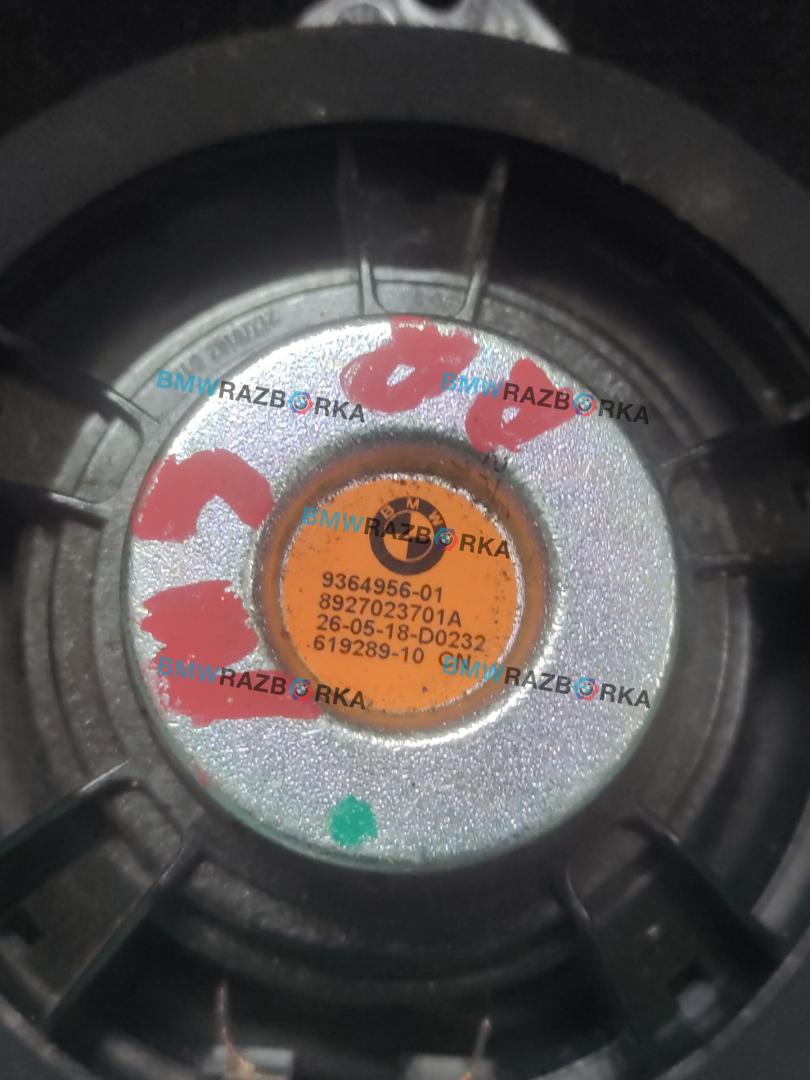 BMWRAZBORKA BMWRAZBORKA
BMW
BMWRAZBORKA
9364956-01
8927023701A
26-05-18-D0232
619289-10 CN
BMWRAZBORKA BMWRAZBORKA